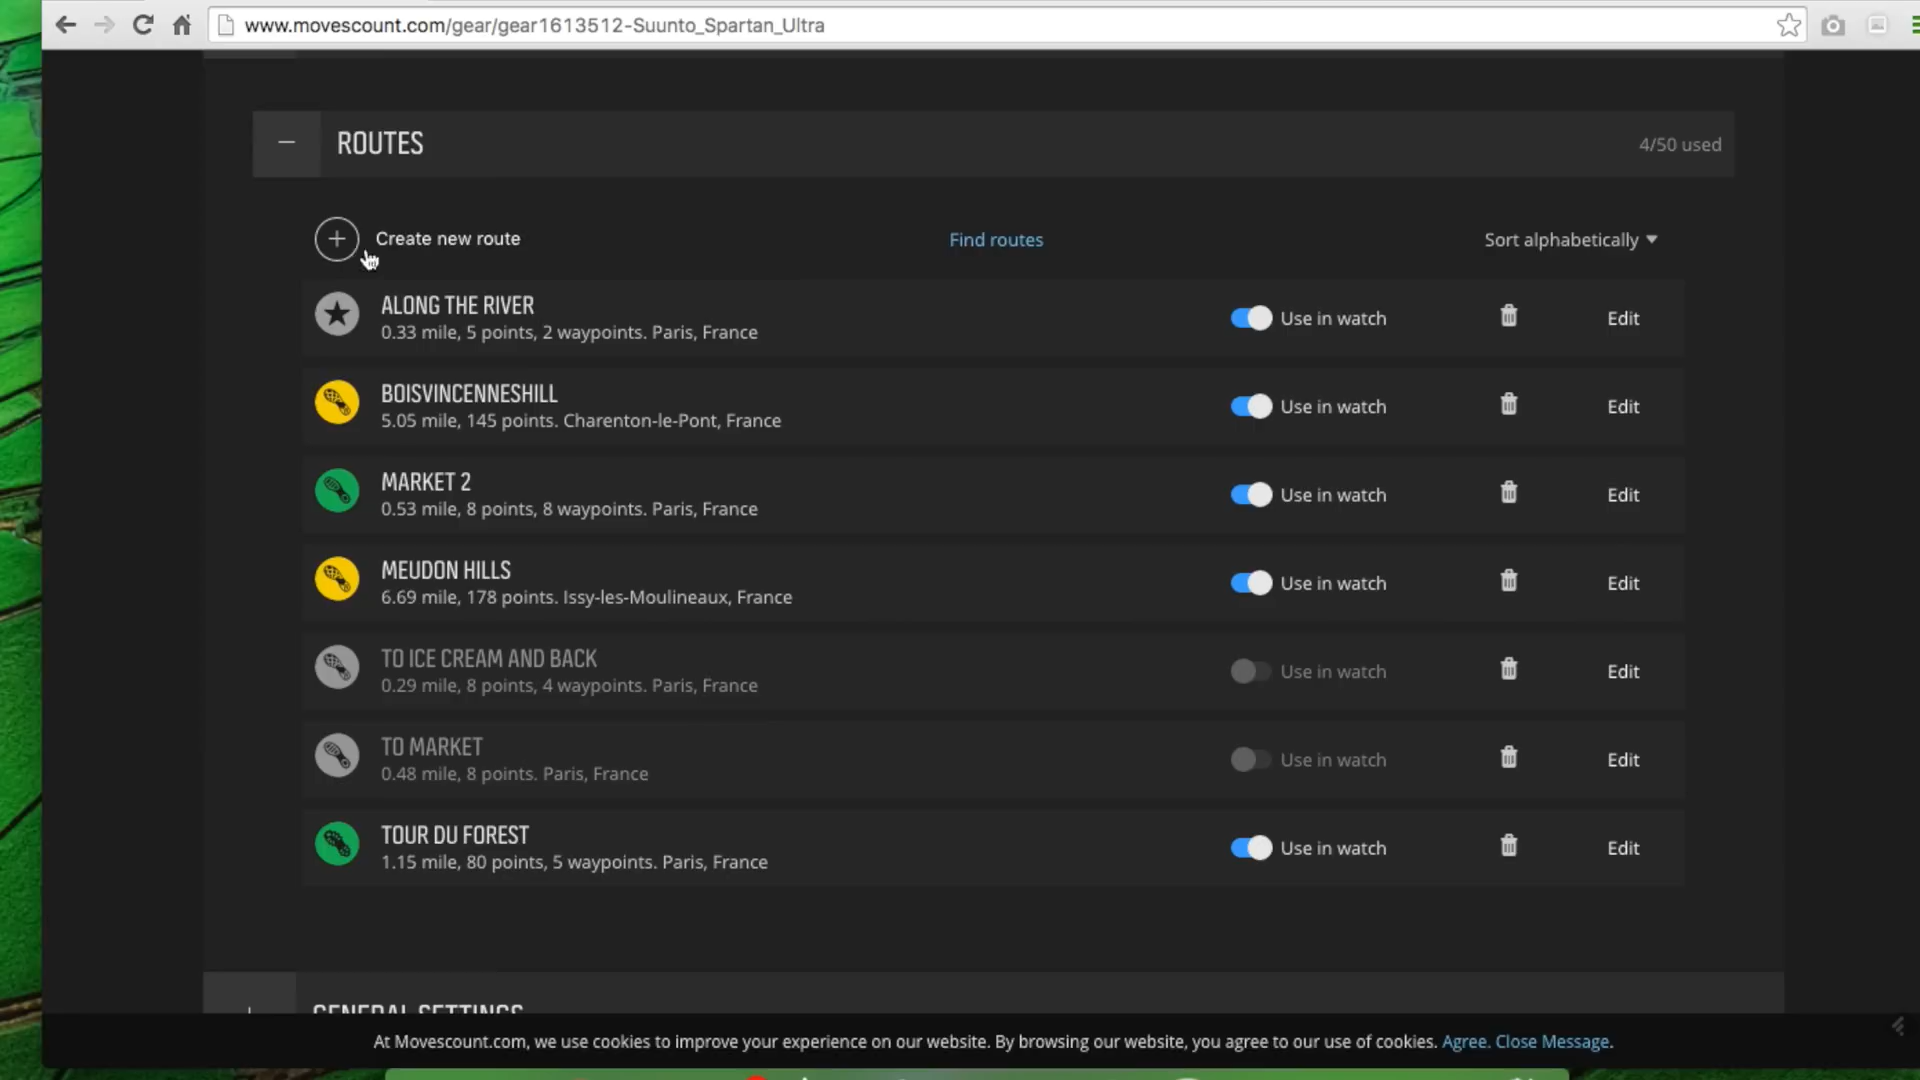 www.movescount.com/gear/gear1613512-Suunto_Spartan_Ultra
ROUTES
4/50 used
Create new route
Find routes
Sort alphabetically
ALONG THE RIVER
0.33 mile, 5 points, 2 waypoints. Paris, France
Use in watch
Edit
BOISVINCENNESHILL
5.05 mile, 145 points. Charenton-le-Pont, France
Use in watch
Edit
MARKET 2
0.53 mile, 8 points, 8 waypoints. Paris, France
Use in watch
Edit
MEUDON HILLS
6.69 mile, 178 points. Issy-les-Moulineaux, France
Use in watch
Edit
TO ICE CREAM AND BACK
0.29 mile, 8 points, 4 waypoints. Paris, France
Use in watch
Edit
TO MARKET
0.48 mile, 8 points. Paris, France
Use in watch
Edit
TOUR DU FOREST
1.15 mile, 80 points, 5 waypoints. Paris, France
Use in watch
Edit
GENERAL SETTINGS
At Movescount.com, we use cookies to improve your experience on our website. By browsing our website, you agree to our use of cookies. Agree. Close Message.